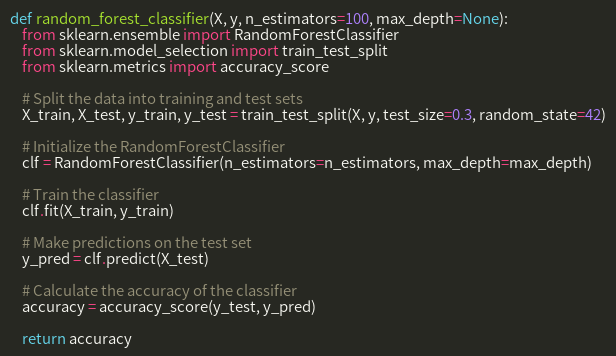 def random_forest_classifier(X, y, n_estimators=100, max_depth=None):
from sklearn.ensemble import RandomForestClassifier
from sklearn.model_selection import train_test_split
from sklearn.metrics import accuracy_score
# Split the data into training and test sets
X_train, X_test, y_train, y_test = train_test_split(X, y, test_size=0.3, random_state=42)
# Initialize the RandomForestClassifier
clf = RandomForestClassifier(n_estimators=n_estimators, max_depth=max_depth)
# Train the classifier
clf.fit(X_train, y_train)
# Make predictions on the test set
y_pred = clf.predict(X_test)
# Calculate the accuracy of the classifier
accuracy = accuracy_score(y_test, y_pred)
return accuracy